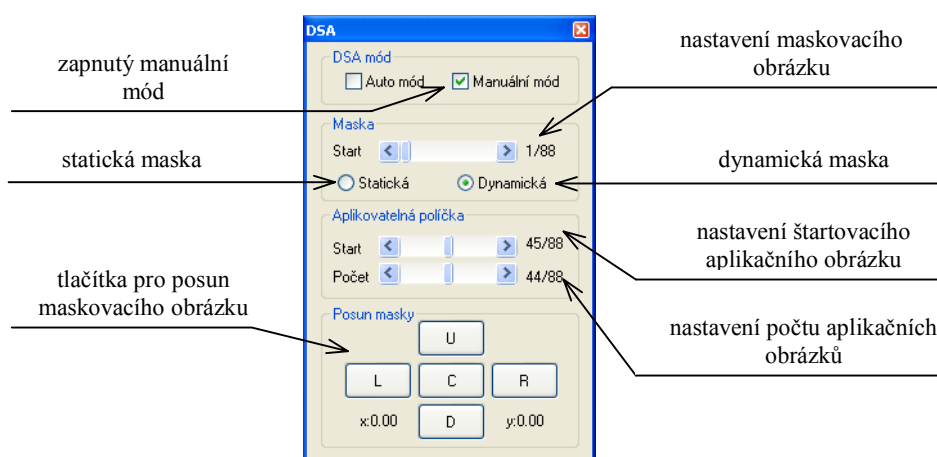 DSA
DSA mód
Auto mód
Manuální mód
Maska
Start
1/88
Statická
Dynamická
Aplikovatelná políčka
Start
45/88
Počet
44/88
Posun masky
U
L
C
R
x:0.00
D
y:0.00
zapnutý manuální
mód
statická maska
tlačítka pro posun
maskovacího obrázku
nastavení maskovacího
obrázku
dynamická maska
nastavení štartovacího
aplikačního obrázku
nastavení počtu aplikačních
obrázků